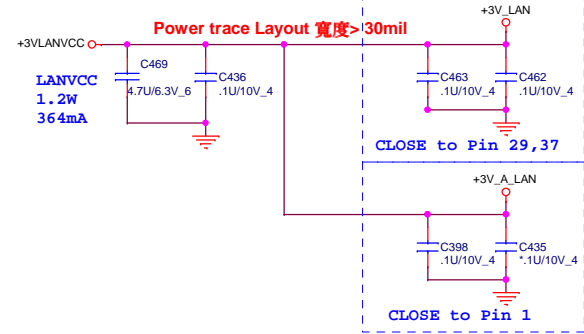 +3V_LAN
Power trace Layout 寬度> 30mil
+3VLANVCC
C469
4.7U/6.3V_6
C436
.1U/10V_4
C463
.1U/10V_4
C462
.1U/10V_4
LANVCC
1.2W
364mA
CLOSE to Pin 29,37
+3V_A_LAN
C398
.1U/10V_4
C435
*.1U/10V_4
CLOSE to Pin 1